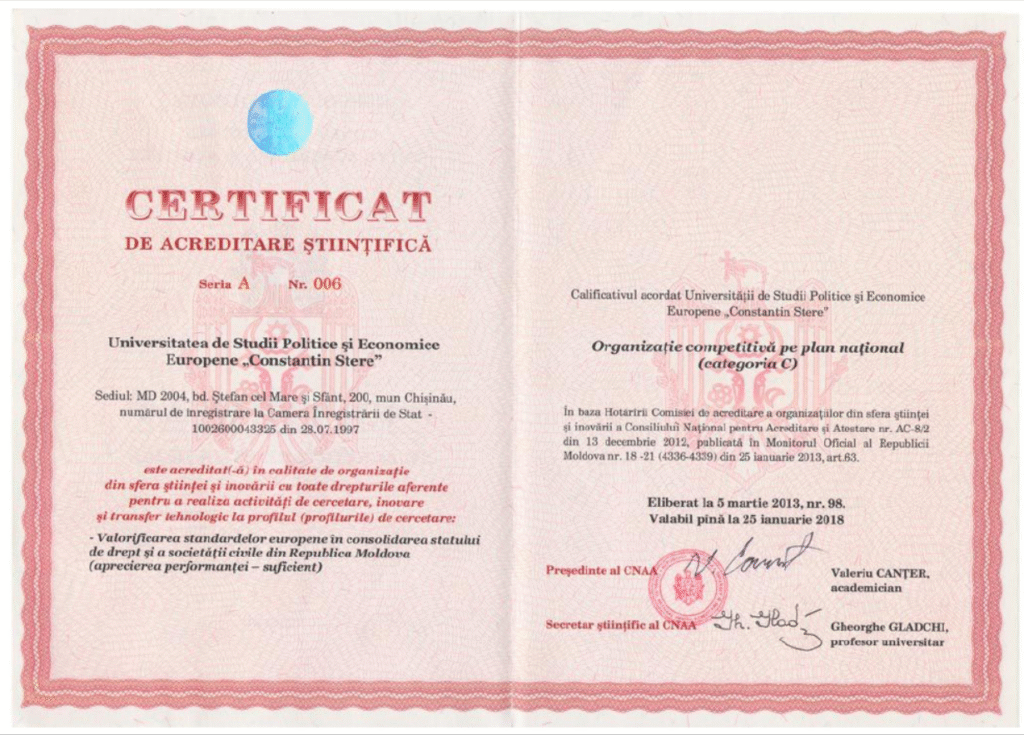 CERTIFICAT
DE ACREDITARE ŞTIINŢIFICĂ
Seria A Nr. 006
Universitatea de Studii Politice şi Economice
Europene „Constantin Stere”
Sediul: MD 2004, bd. Ştefan cel Mare şi Sfânt, 200, mun Chişinău,
numărul de înregistrare la Camera Înregistrării de Stat -
1002600043325 din 28.07.1997
este acreditat(-ă) în calitate de organizaţie
din sfera ştiinţei şi inovării cu toate drepturile aferente
pentru a realiza activităţi de cercetare, inovare
şi transfer tehnologic la profilul (profilurile) de cercetare:
- Valorificarea standardelor europene în consolidarea statului
de drept şi a societăţii civile din Republica Moldova
(aprecierea performanţei – suficient)
Calificativul acordat Universităţii de Studii Politice şi Economice
Europene „Constantin Stere”
Organizaţie competitivă pe plan naţional
(categoria C)
În baza Hotărîrii Comisiei de acreditare a organizaţiilor din sfera ştiinţei
şi inovării a Consiliului Naţional pentru Acreditare şi Atestare nr. AC-8/2
din 13 decembrie 2012, publicată în Monitorul Oficial al Republicii
Moldova nr. 18 -21 (4336-4339) din 25 ianuarie 2013, art.63.
Eliberat la 5 martie 2013, nr. 98.
Valabil pînă la 25 ianuarie 2018
Preşedinte al CNAA
Valeriu CANŢER,
academician
Secretar ştiinţific al CNAA
Gheorghe GLADCHI,
profesor universitar